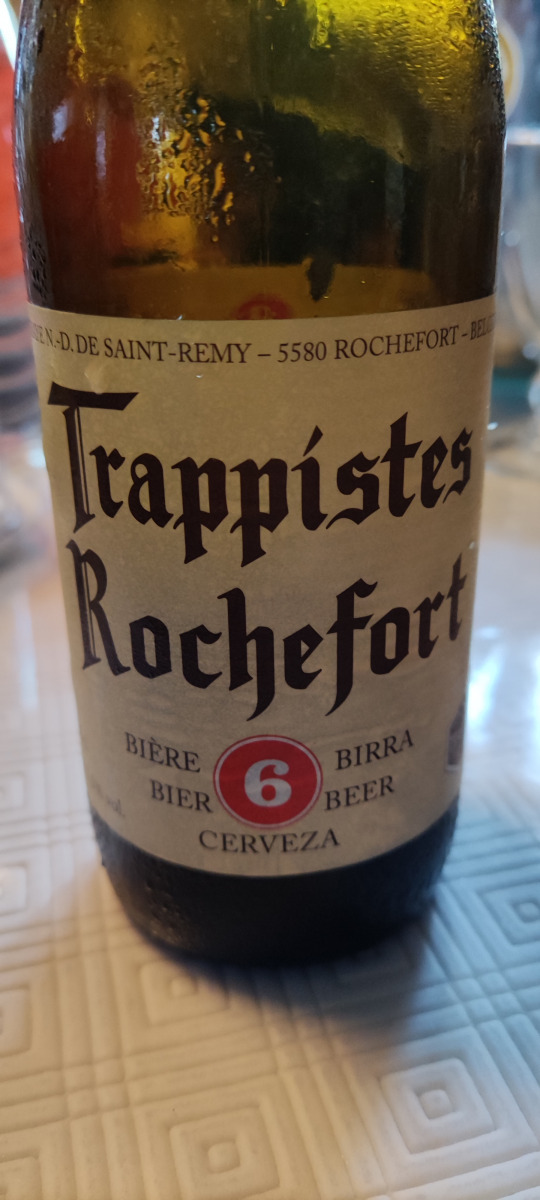 N.-D. DE SAINT-REMY – 5580 ROCHEFORT –
Trappistes
Rochefort
BIÈRE 6 BIRRA
BIER BEER
CERVEZA